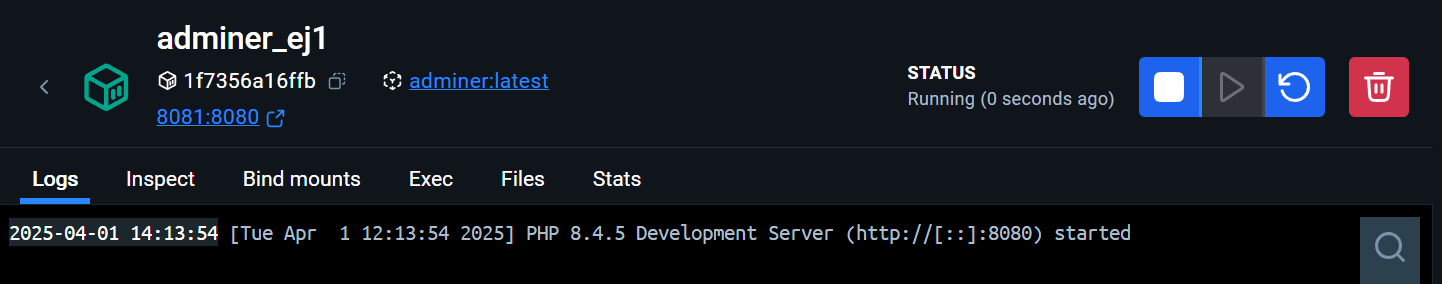 adminer_ej1
1f7356a16ffb adminer:latest
8081:8080
STATUS
Running (0 seconds ago)
Logs Inspect Bind mounts Exec Files Stats
2025-04-01 14:13:54 [Tue Apr  1 12:13:54 2025] PHP 8.4.5 Development Server (http://[::]:8080) started